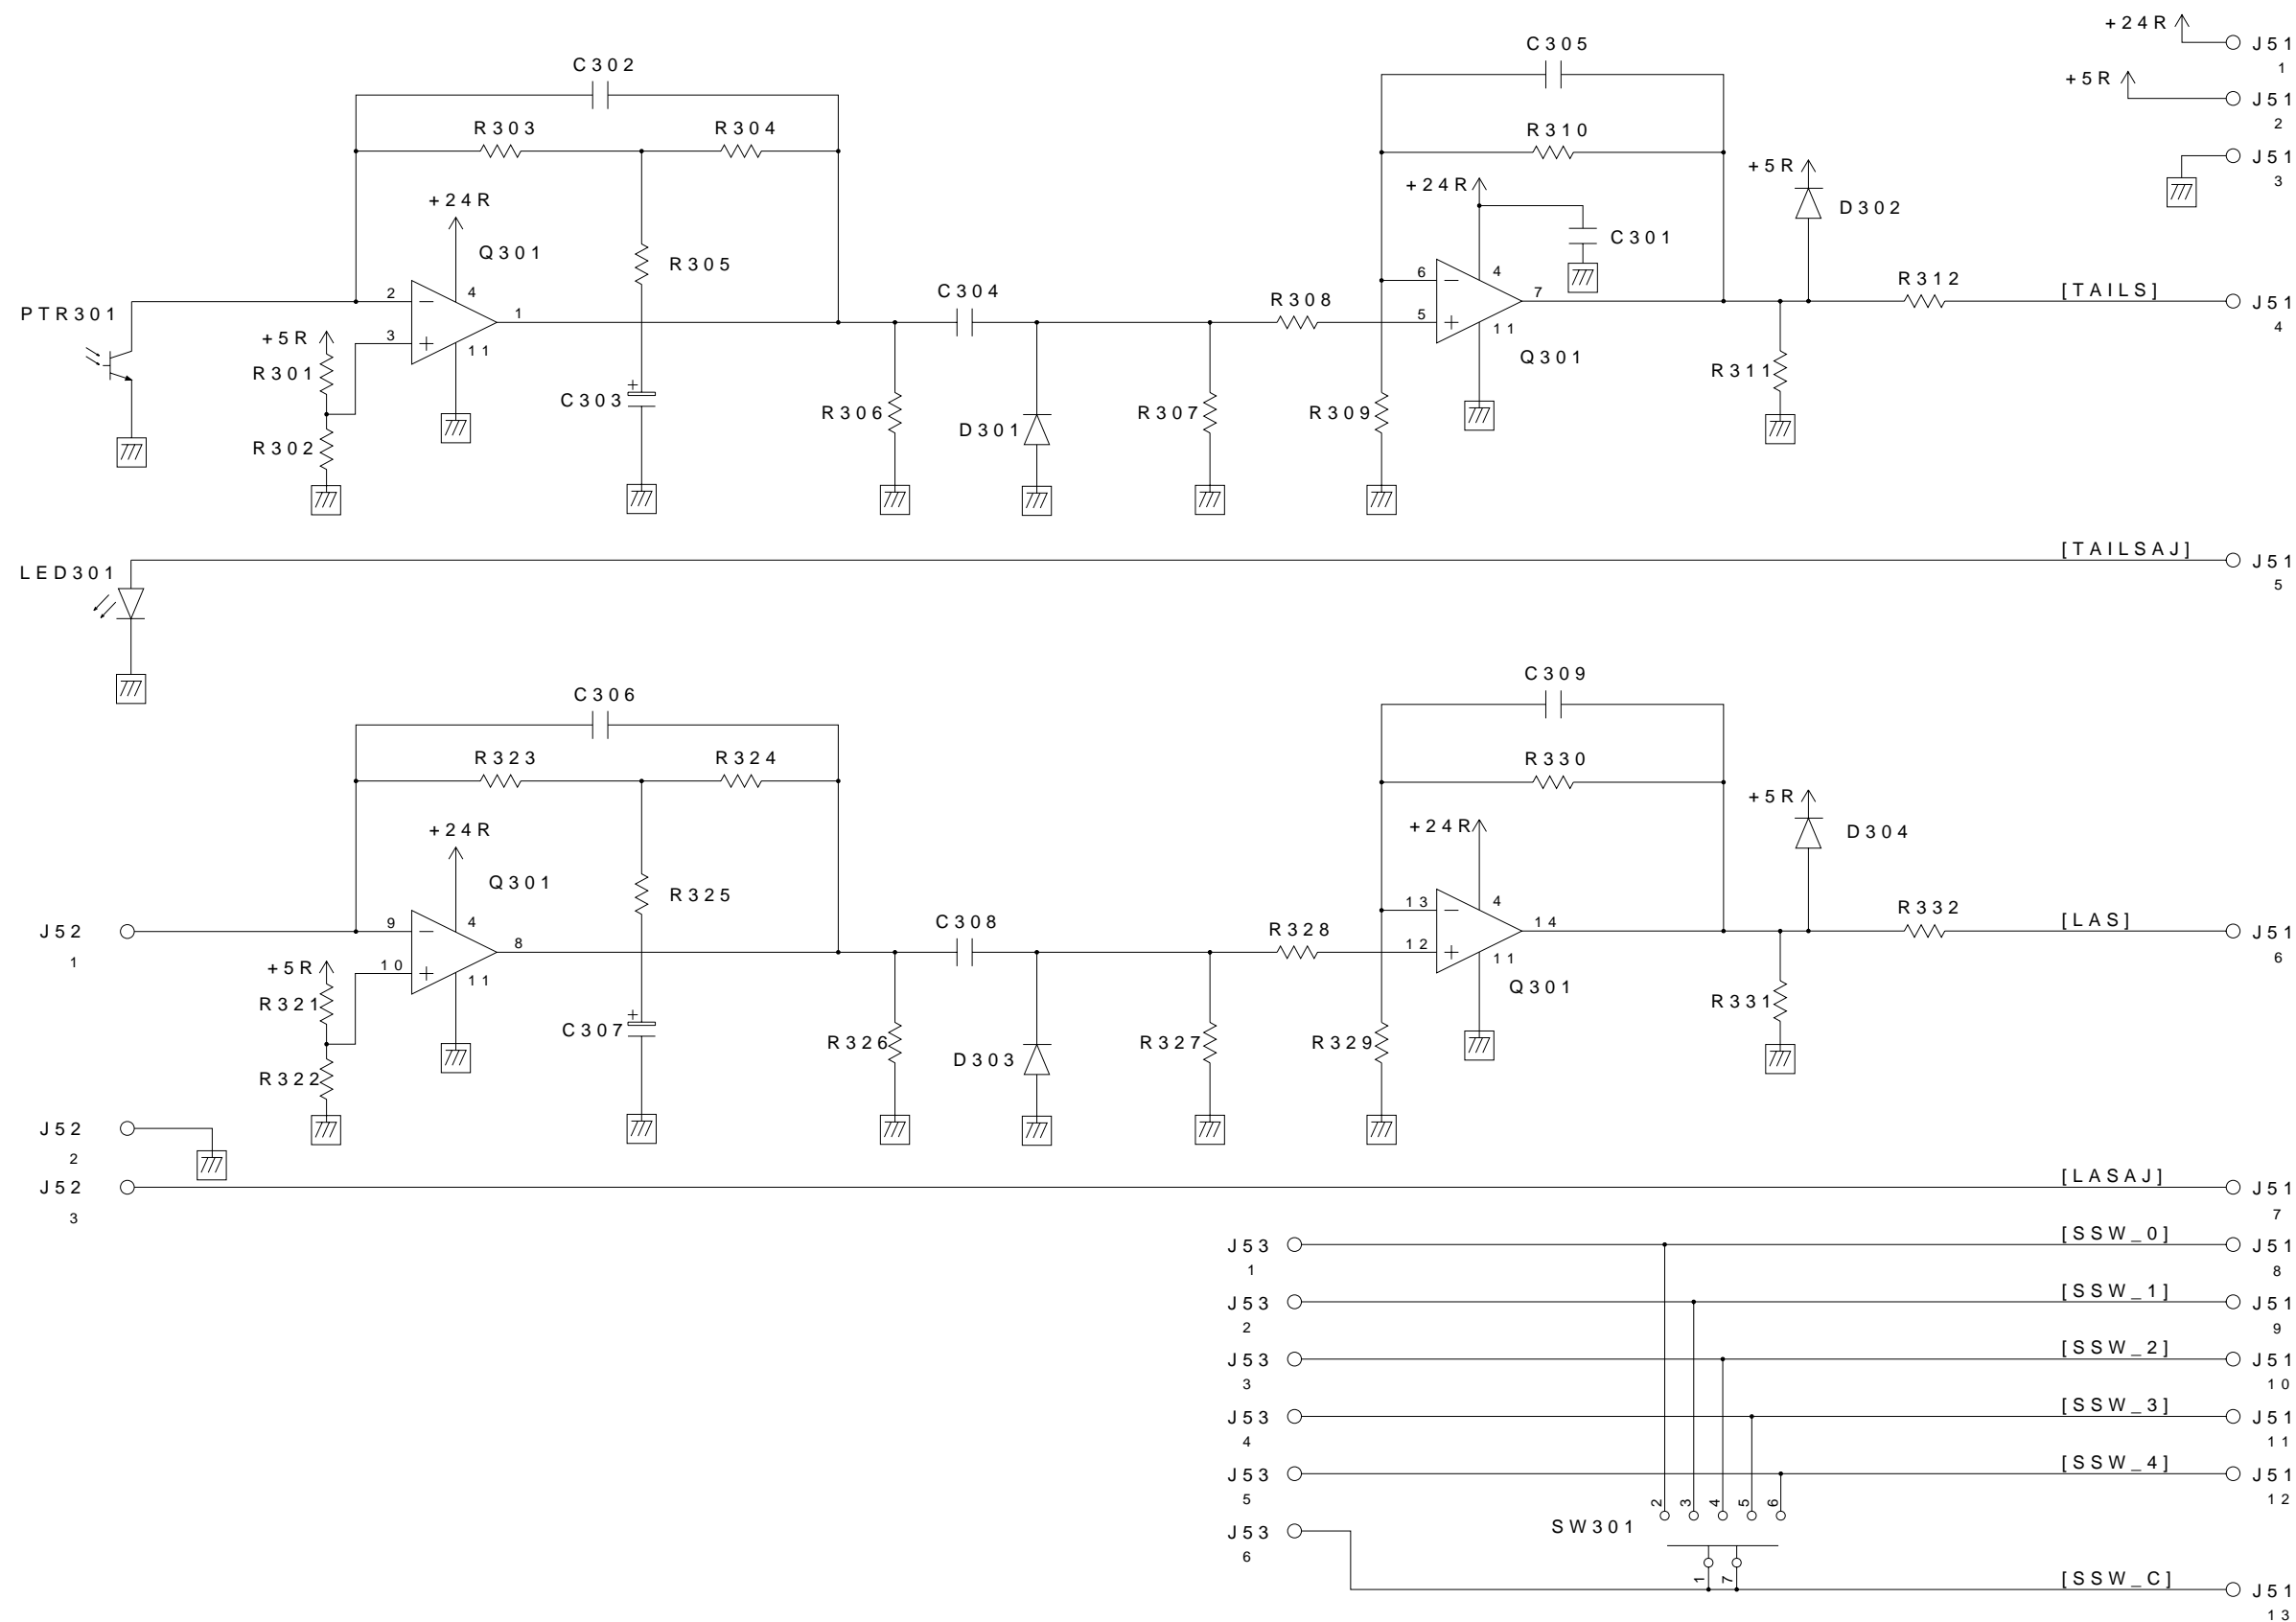 +24R
J51
1
C305
C302
+5R
J51
2
R303
R304
R310
+5R
J51
3
+24R
+24R
D302
Q301
R305
C301
6
4
R312
2
4
C304
R308
7
[TAILS]
J51
4
PTR301
1
5
+5R
3
11
11
Q301
R301
R311
C303
+
R306
R307
R309
D301
R302
[TAILSAJ]
J51
5
LED301
C306
C309
R323
R324
R330
+5R
+24R
+24R
D304
Q301
R325
13
4
R332
9
4
C308
R328
14
[LAS]
J51
6
J52
1
8
12
+5R
10
11
11
Q301
R321
R331
C307
+
R326
R327
R329
D303
R322
J52
2
J52
3
[LASAJ]
J51
7
J53
1
[SSW_0]
J51
8
J53
2
[SSW_1]
J51
9
J53
3
[SSW_2]
J51
10
J53
4
[SSW_3]
J51
11
J53
5
[SSW_4]
J51
12
2
3
4
5
6
SW301
J53
6
1
7
[SSW_C]
J51
13